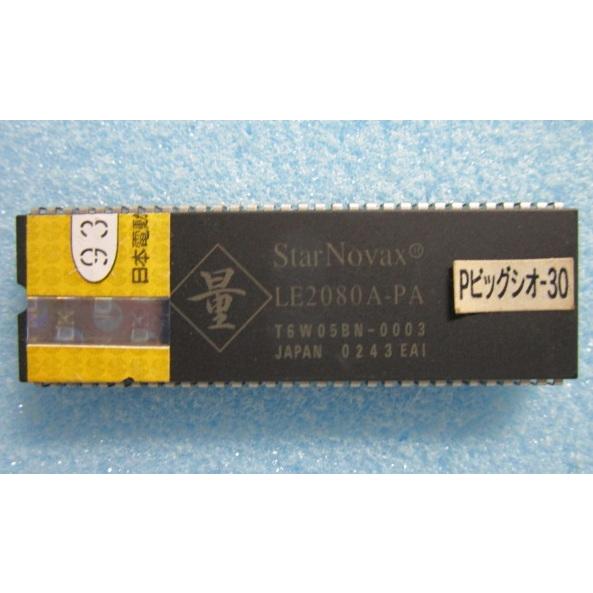 93
日本電動
量
StarNovax®
LE2080A-PA
T6W05BN-0003
JAPAN 0243EAI
Pビッグシオ-30